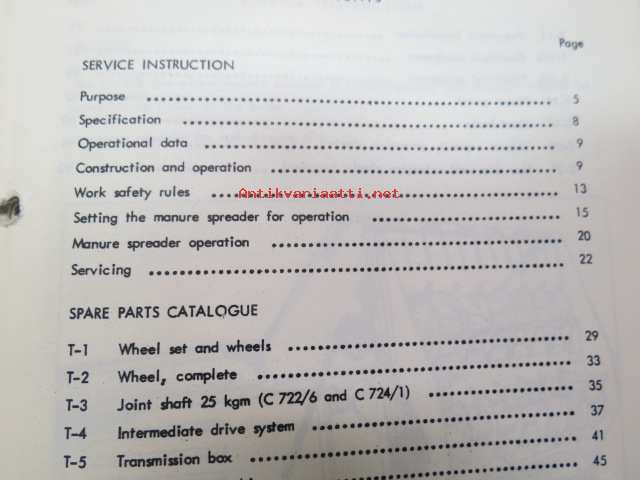 Page
SERVICE INSTRUCTION
Purpose ........ 5
Specification ........ 8
Operational data ........ 9
Construction and operation ........ 9
Work safety rules ........ 13
Antikvariaatti.net
Setting the manure spreader for operation ........ 15
Manure spreader operation ........ 20
Servicing ........ 22
SPARE PARTS CATALOGUE
T-1 Wheel set and wheels ........ 29
T-2 Wheel, complete ........ 33
T-3 Joint shaft 25 kgm (C 722/6 and C 724/1) ........ 35
T-4 Intermediate drive system ........ 37
T-5 Transmission box ........ 41
45